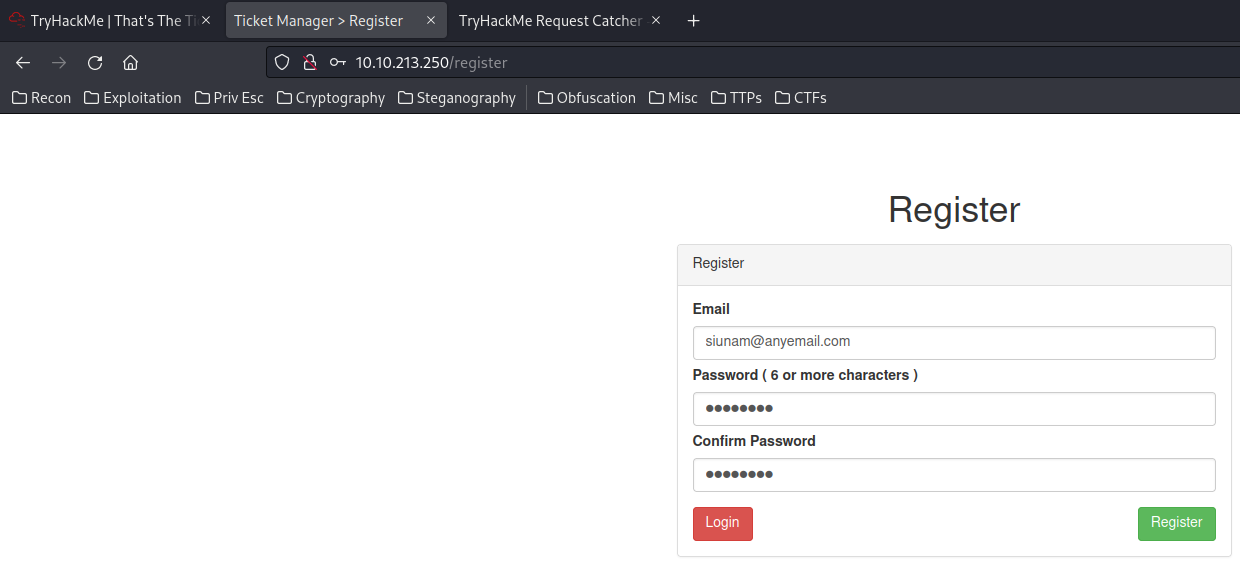 TryHackMe | That's The Ti
Ticket Manager > Register
TryHackMe Request Catcher
10.10.213.250/register
Recon Exploitation Priv Esc Cryptography Steganography Obfuscation Misc TTPs CTFs
Register
Register
Email
siunam@anyemail.com
Password ( 6 or more characters )
●●●●●●●●
Confirm Password
●●●●●●●●
Login Register